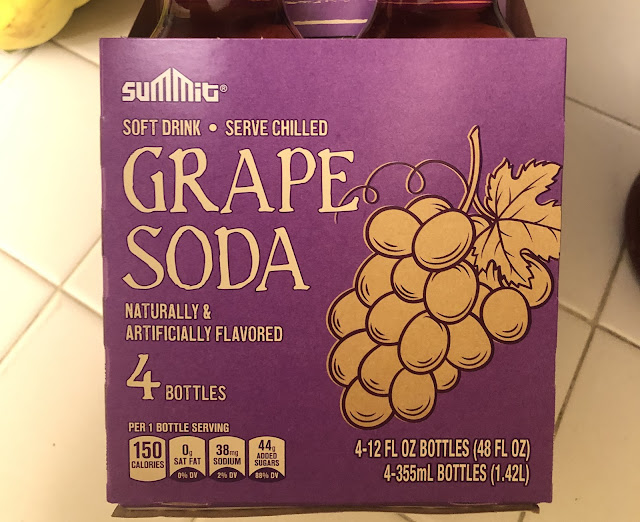 SUMMIT®
SOFT DRINK • SERVE CHILLED
GRAPE
SODA
NATURALLY &
ARTIFICIALLY FLAVORED
4 BOTTLES
PER 1 BOTTLE SERVING
150 CALORIES
0g SAT FAT 0% DV
38mg SODIUM 2% DV
44g ADDED SUGARS 88% DV
4-12 FL OZ BOTTLES (48 FL OZ)
4-355mL BOTTLES (1.42L)